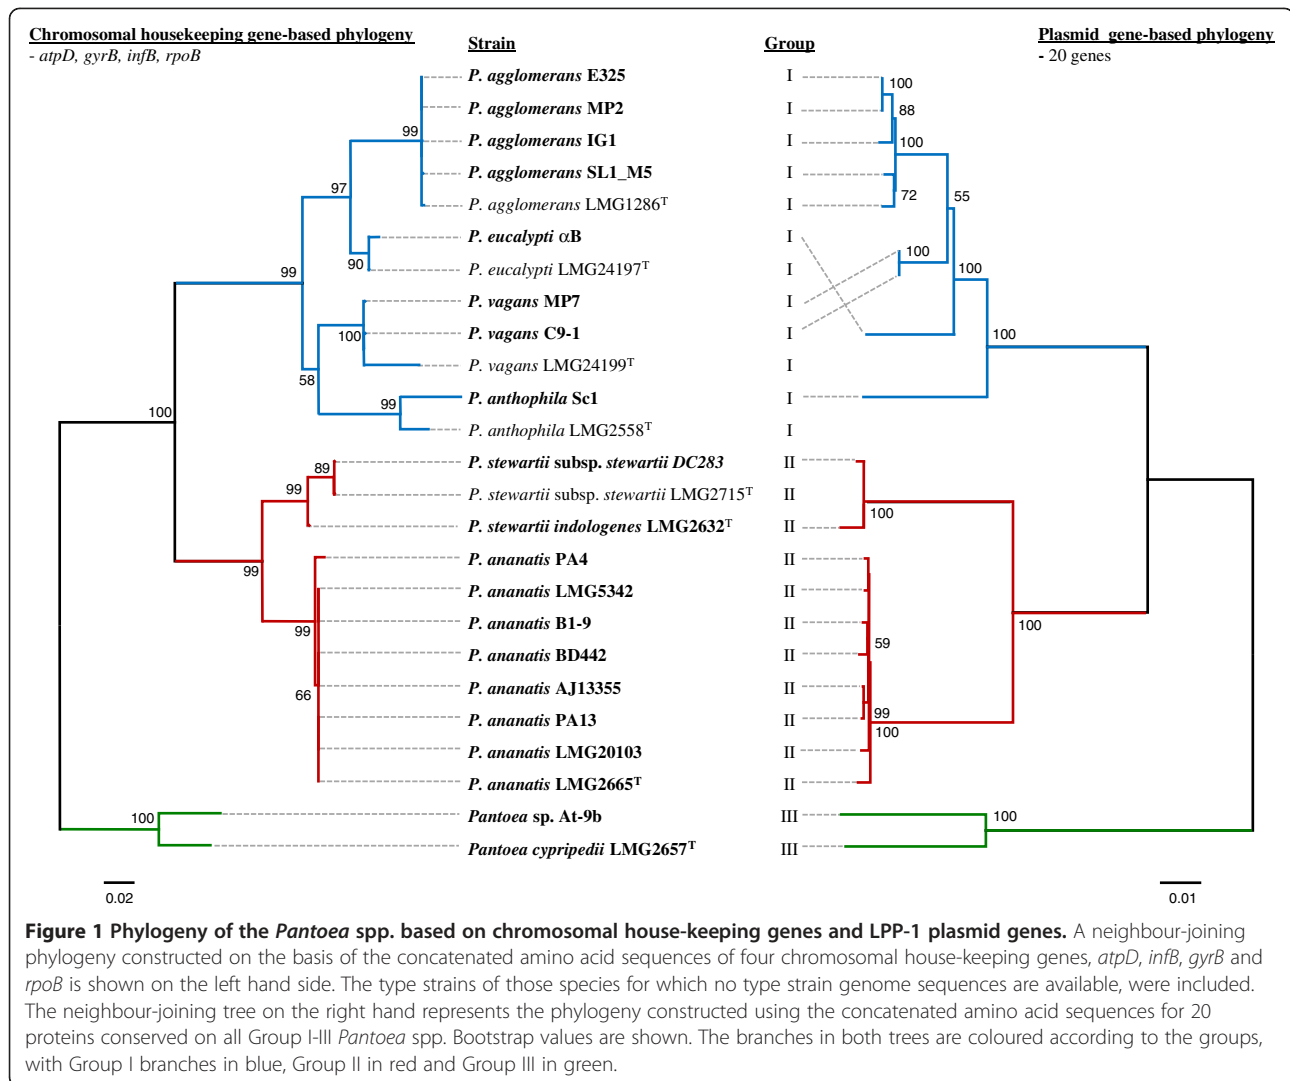 Chromosomal housekeeping gene-based phylogeny
- atpD, gyrB, infB, rpoB
Strain
Group
Plasmid gene-based phylogeny
- 20 genes
P. agglomerans E325 I
P. agglomerans MP2 I
P. agglomerans IG1 I
P. agglomerans SL1_M5 I
P. agglomerans LMG1286ᵀ I
P. eucalypti αB I
P. eucalypti LMG24197ᵀ I
P. vagans MP7 I
P. vagans C9-1 I
P. vagans LMG24199ᵀ I
P. anthophila Sc1 I
P. anthophila LMG2558ᵀ I
P. stewartii subsp. stewartii DC283 II
P. stewartii subsp. stewartii LMG2715ᵀ II
P. stewartii indologenes LMG2632ᵀ II
P. ananatis PA4 II
P. ananatis LMG5342 II
P. ananatis B1-9 II
P. ananatis BD442 II
P. ananatis AJ13355 II
P. ananatis PA13 II
P. ananatis LMG20103 II
P. ananatis LMG2665ᵀ II
Pantoea sp. At-9b III
Pantoea cypripedii LMG2657ᵀ III
99
97
90
99
100
58
99
100
89
99
99
99
66
100
0.02
100
88
100
72
55
100
100
100
100
59
100
99
100
100
0.01
Figure 1 Phylogeny of the Pantoea spp. based on chromosomal house-keeping genes and LPP-1 plasmid genes. A neighbour-joining
phylogeny constructed on the basis of the concatenated amino acid sequences of four chromosomal house-keeping genes, atpD, infB, gyrB and
rpoB is shown on the left hand side. The type strains of those species for which no type strain genome sequences are available, were included.
The neighbour-joining tree on the right hand represents the phylogeny constructed using the concatenated amino acid sequences for 20
proteins conserved on all Group I-III Pantoea spp. Bootstrap values are shown. The branches in both trees are coloured according to the groups,
with Group I branches in blue, Group II in red and Group III in green.